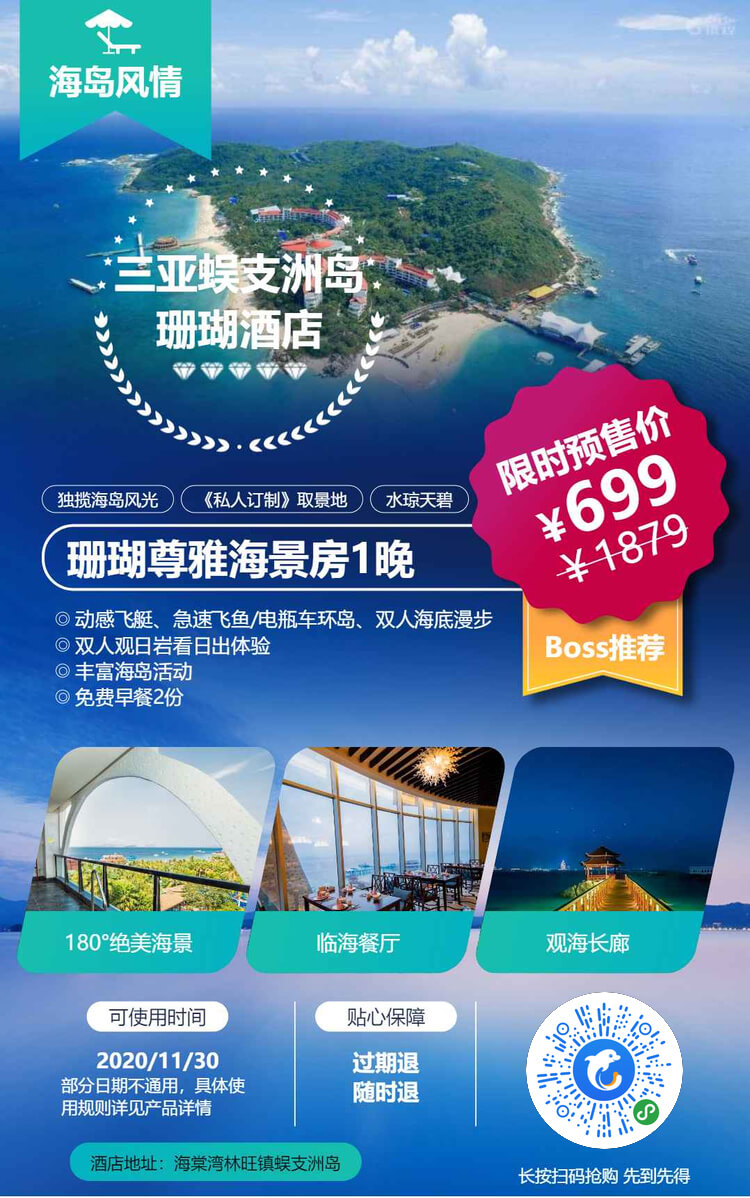 海岛风情
三亚蜈支洲岛
珊瑚酒店
限时预售价
¥699
¥1879
独揽海岛风光
《私人订制》取景地
水琼天碧
珊瑚尊雅海景房1晚
◎ 动感飞艇、急速飞鱼/电瓶车环岛、双人海底漫步
◎ 双人观日岩看日出体验
◎ 丰富海岛活动
◎ 免费早餐2份
Boss推荐
180°绝美海景
临海餐厅
观海长廊
可使用时间
2020/11/30
部分日期不通用，具体使
用规则详见产品详情
贴心保障
过期退
随时退
酒店地址：海棠湾林旺镇蜈支洲岛
长按扫码抢购 先到先得